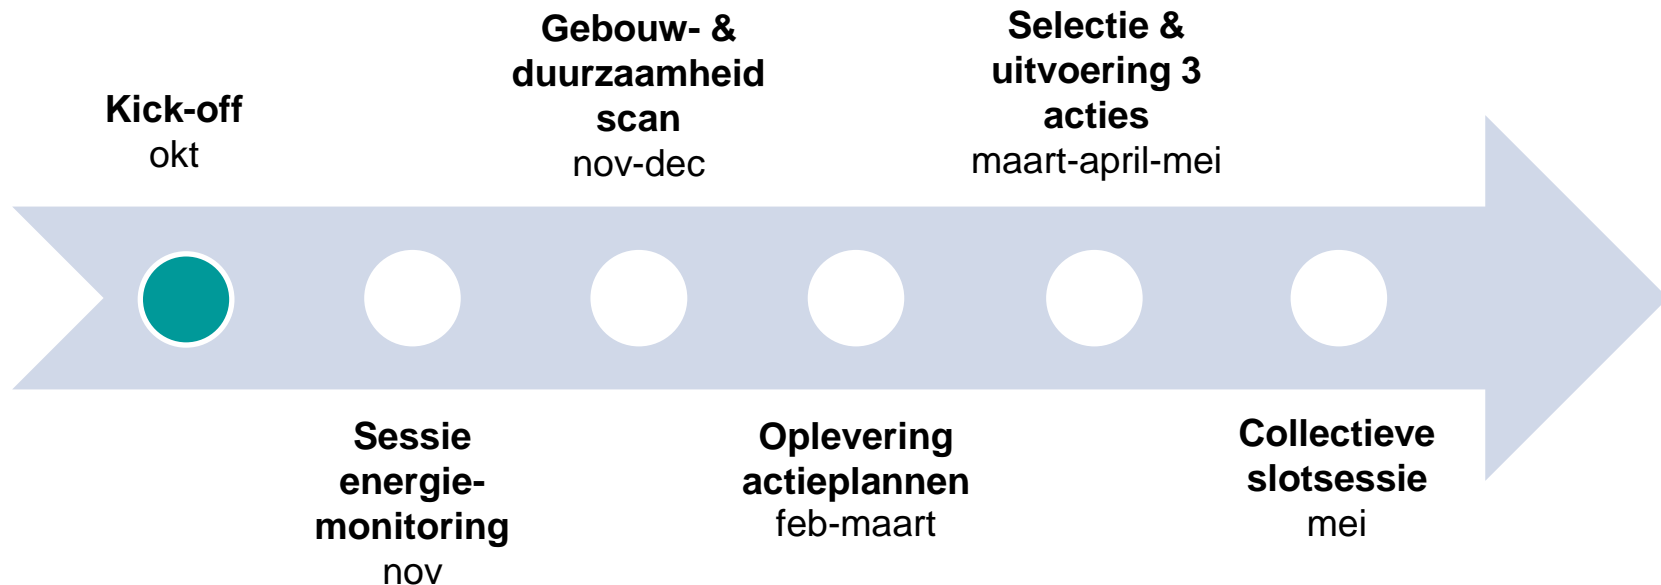 Kick-off
okt
Sessie
energie-
monitoring
nov
Gebouw- &
duurzaamheid
scan
nov-dec
Oplevering
actieplannen
feb-maart
Selectie &
uitvoering 3
acties
maart-april-mei
Collectieve
slotsessie
mei